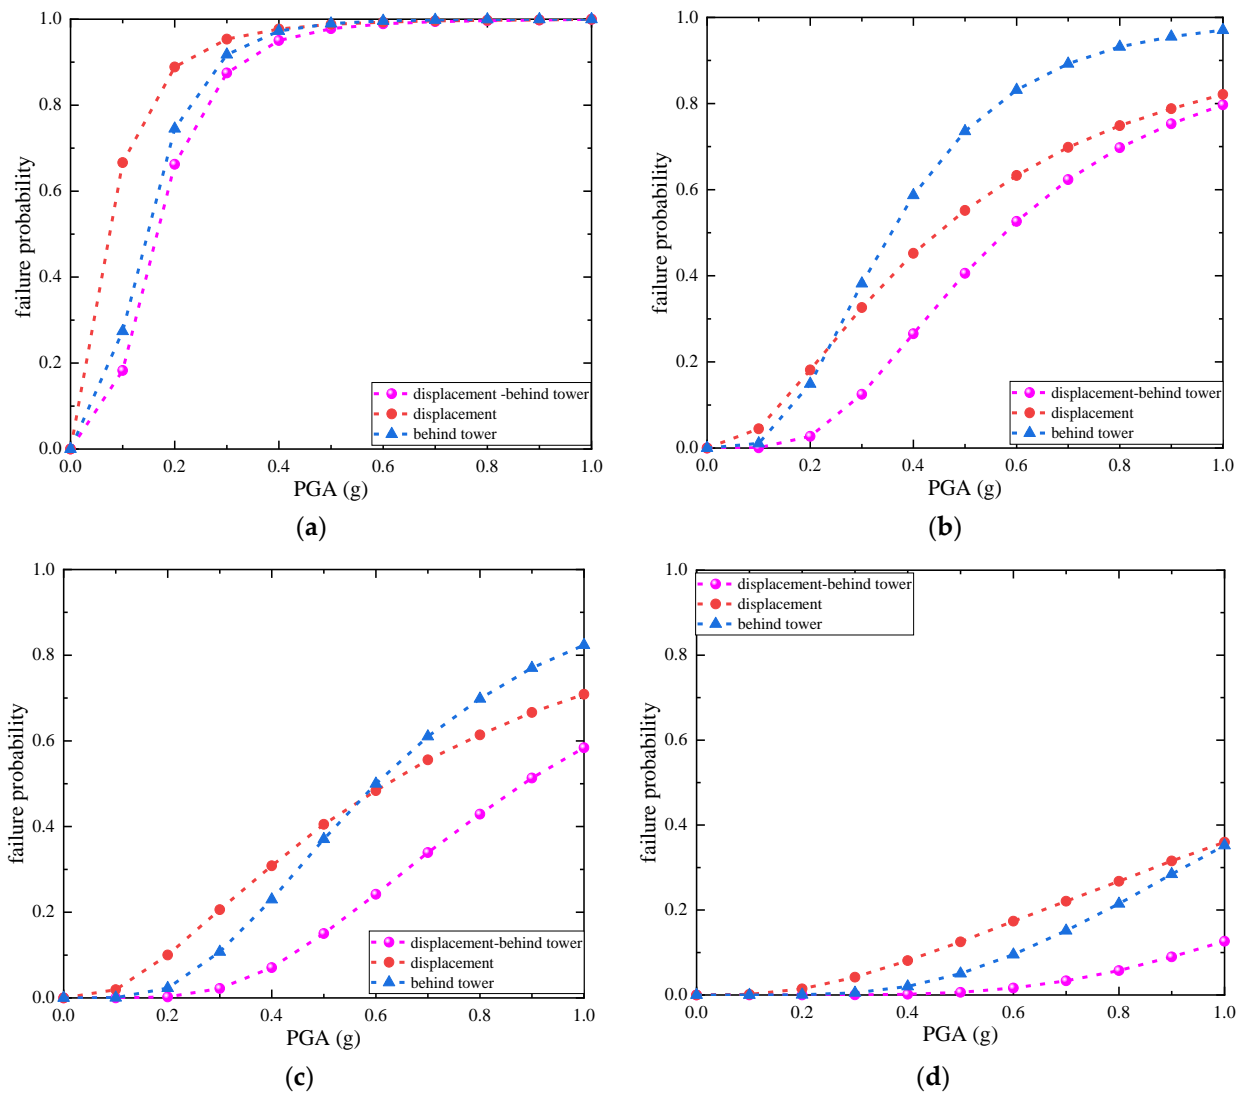 1.0
0.8
0.6
0.4
0.2
0.0
failure probability
displacement -behind tower
displacement
behind tower
0.0 0.2 0.4 0.6 0.8 1.0
PGA (g)
(a)
1.0
0.8
0.6
0.4
0.2
0.0
failure probability
displacement-behind tower
displacement
behind tower
0.0 0.2 0.4 0.6 0.8 1.0
PGA (g)
(b)
1.0
0.8
0.6
0.4
0.2
0.0
failure probability
displacement-behind tower
displacement
behind tower
0.0 0.2 0.4 0.6 0.8 1.0
PGA (g)
(c)
1.0
0.8
0.6
0.4
0.2
0.0
failure probability
displacement-behind tower
displacement
behind tower
0.0 0.2 0.4 0.6 0.8 1.0
PGA (g)
(d)